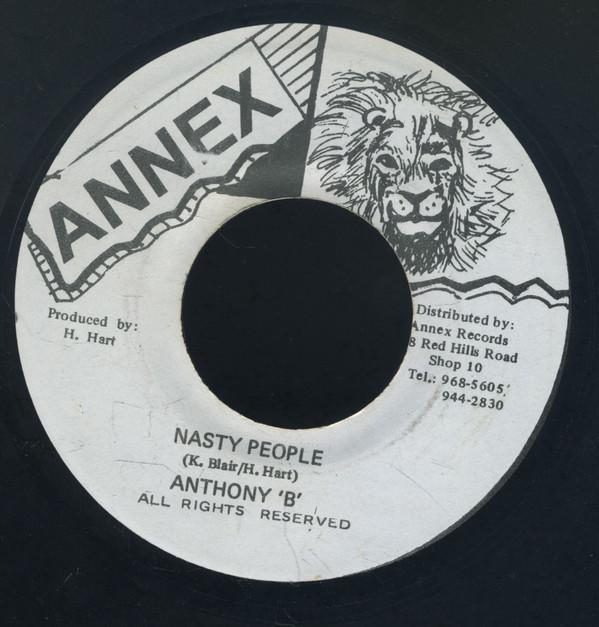 ANNEX
Produced by:
H. Hart
Distributed by:
Annex Records
8 Red Hills Road
Shop 10
Tel.: 968-5605
944-2830
NASTY PEOPLE
(K. Blair/H. Hart)
ANTHONY 'B'
ALL RIGHTS RESERVED